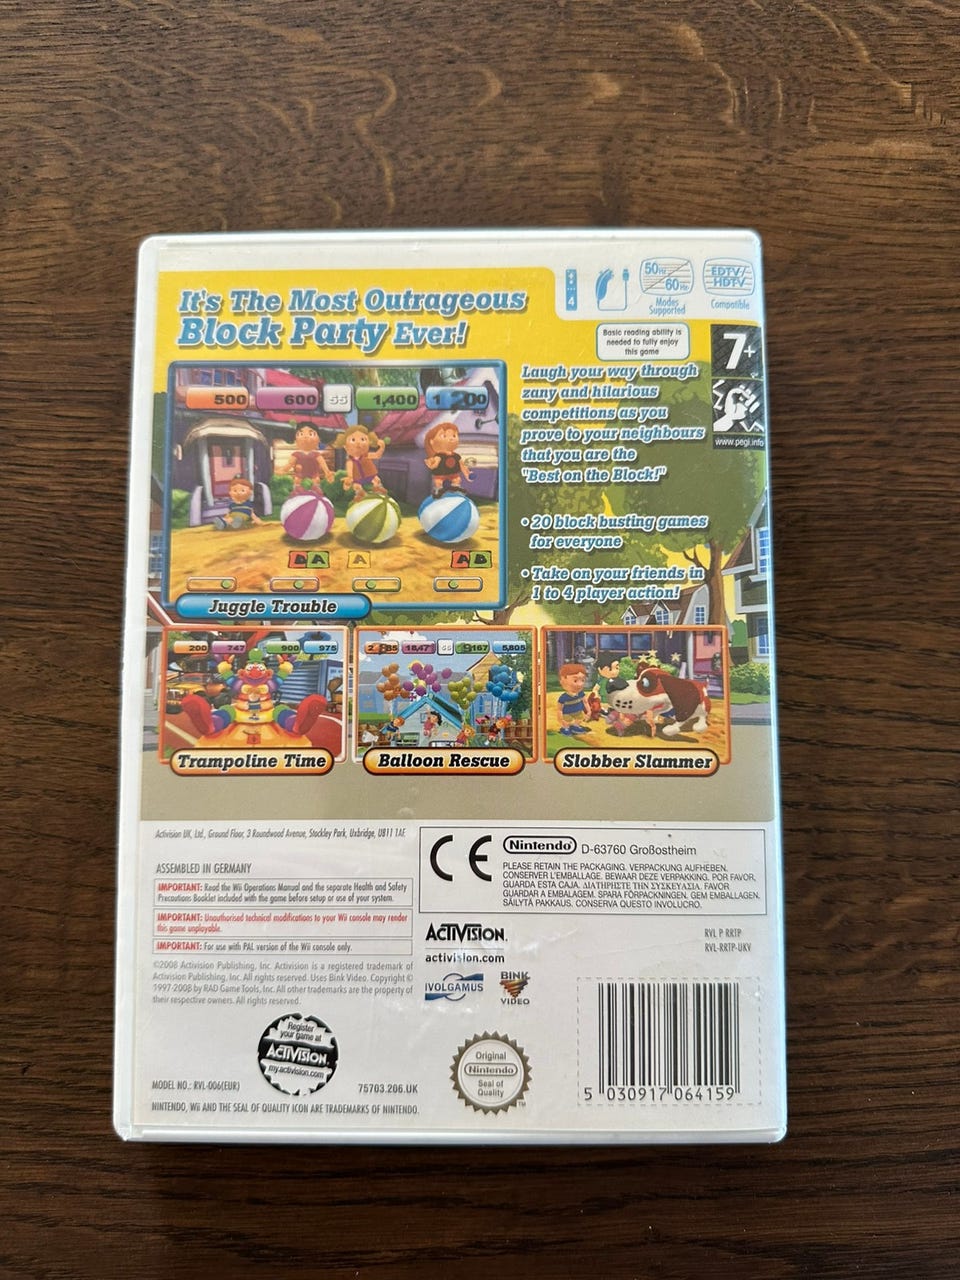 It's The Most Outrageous
Block Party Ever!
4
50Hz
60Hz
Modes
Supported
EDTV/
HDTV
Compatible
Basic reading ability is
needed to fully enjoy
this game
7+
www.pegi.info
Laugh your way through
zany and hilarious
competitions as you
prove to your neighbours
that you are the
"Best on the Block!"
• 20 block busting games
for everyone
• Take on your friends in
1 to 4 player action!
500 600 55 1,400
BA A AB
Juggle Trouble
200 747 900 975
Trampoline Time
5,805
Balloon Rescue
Slobber Slammer
Activision UK, Ltd., Ground Floor, 3 Roundwood Avenue, Stockley Park, Uxbridge, UB11 1AF
ASSEMBLED IN GERMANY
IMPORTANT: Read the Wii Operations Manual and the separate Health and Safety
Precautions Booklet included with the game before setup or use of your system.
IMPORTANT: Unauthorised technical modifications to your Wii console may render
this game unplayable.
IMPORTANT: For use with PAL version of the Wii console only.
©2008 Activision Publishing, Inc. Activision is a registered trademark of
Activision Publishing, Inc. All rights reserved. Uses Bink Video. Copyright ©
1997-2008 by RAD Game Tools, Inc. All other trademarks are the property of
their respective owners. All rights reserved.
Register
your game at
ACTIVISION.
myactivision.com
MODEL NO.: RVL-006(EUR)
75703.206.UK
NINTENDO, Wii AND THE SEAL OF QUALITY ICON ARE TRADEMARKS OF NINTENDO.
CE Nintendo D-63760 Großostheim
PLEASE RETAIN THE PACKAGING. VERPACKUNG AUFHEBEN.
CONSERVER L'EMBALLAGE. BEWAAR DEZE VERPAKKING. POR FAVOR,
GUARDA ESTA CAJA. ΔΙΑΤΗΡΗΣΤΕ ΤΗΝ ΣΥΣΚΕΥΑΣΙΑ. FAVOR
GUARDAR A EMBALAGEM. SPARA FÖRPACKNINGEN. GEM EMBALLAGEN.
SÄILYTÄ PAKKAUS. CONSERVA QUESTO INVOLUCRO.
ACTIVISION.
activision.com
IVOLGAMUS
BINK
VIDEO
RVL P RRTP
RVL-RRTP-UKV
Original
Nintendo
Seal of
Quality
TM
5 030917 064159